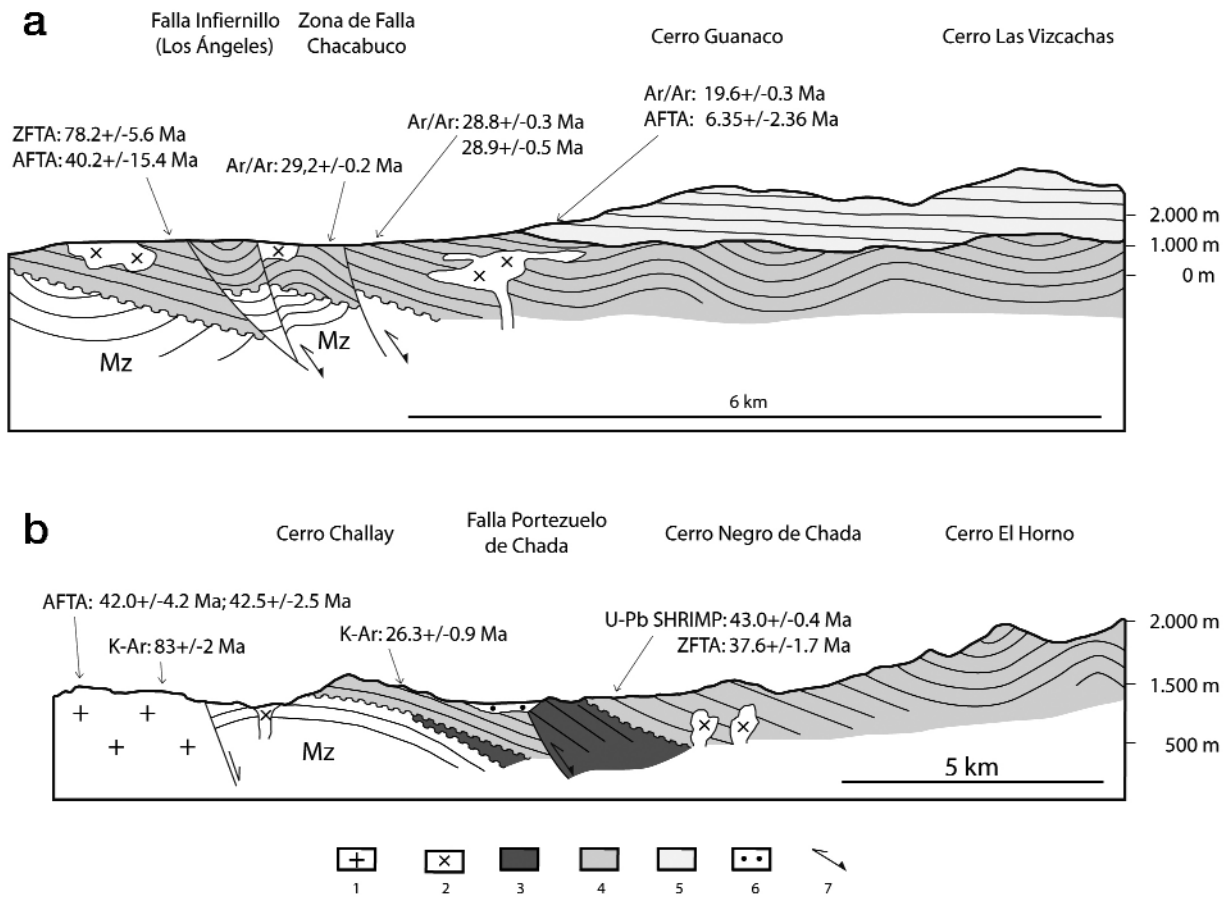 a
Falla Infiernillo
(Los Ángeles)
Zona de Falla
Chacabuco
Cerro Guanaco
Cerro Las Vizcachas
ZFTA: 78.2+/-5.6 Ma
AFTA: 40.2+/-15.4 Ma
Ar/Ar: 29,2+/-0.2 Ma
Ar/Ar: 28.8+/-0.3 Ma
28.9+/-0.5 Ma
Ar/Ar: 19.6+/-0.3 Ma
AFTA: 6.35+/-2.36 Ma
2.000 m
1.000 m
0 m
Mz
Mz
6 km
b
Cerro Challay
Falla Portezuelo
de Chada
Cerro Negro de Chada
Cerro El Horno
AFTA: 42.0+/-4.2 Ma; 42.5+/-2.5 Ma
K-Ar: 83+/-2 Ma
K-Ar: 26.3+/-0.9 Ma
U-Pb SHRIMP: 43.0+/-0.4 Ma
ZFTA: 37.6+/-1.7 Ma
2.000 m
1.500 m
500 m
Mz
5 km
1 2 3 4 5 6 7